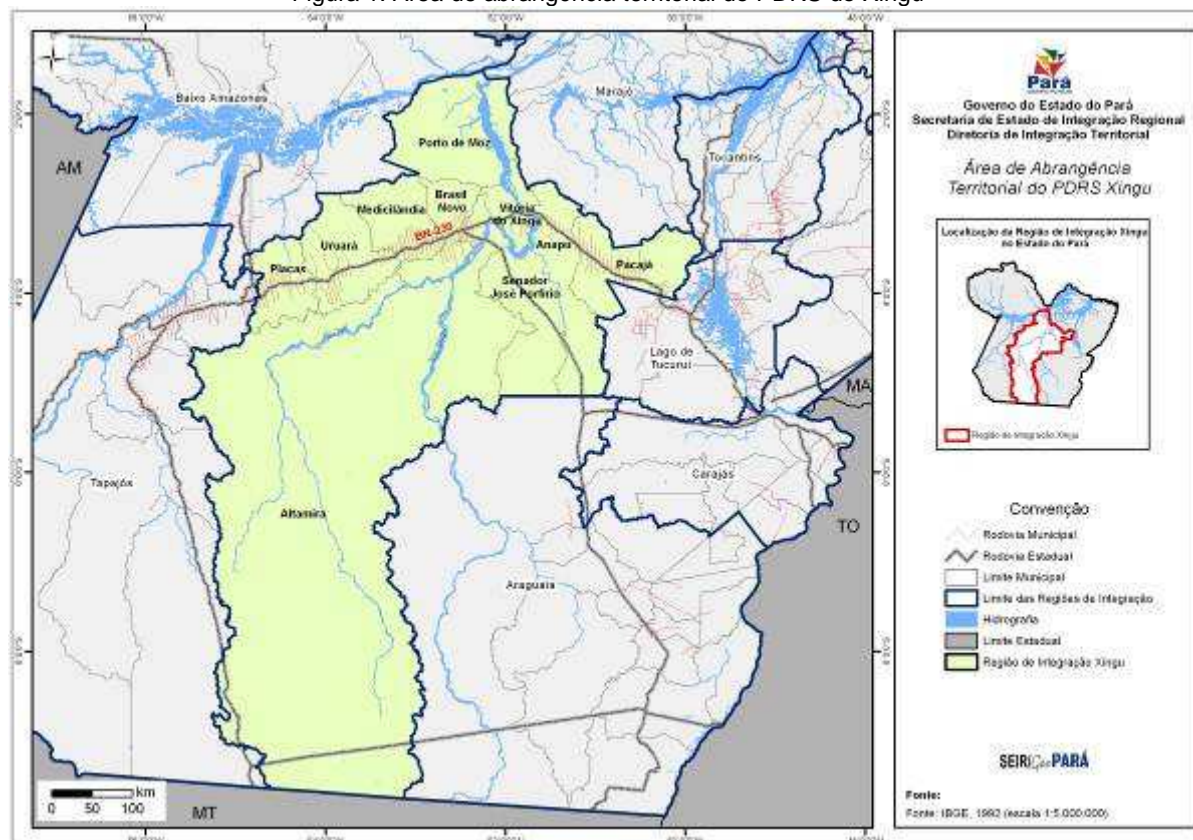 Figura 1: Área de abrangência territorial do PDRS do Xingu
Baixo Amazonas
Marajó
Tocantins
AM
Porto de Moz
Brasil
Novo
Medicilândia
Vitória
do Xingu
Uruará
BR-230
Anapu
Placas
Pacajá
Senador
José Porfírio
Lago de
Tucuruí
MA
Tapajós
Carajás
Altamira
TO
Araguaia
km
0 50 100
MT
Pará
Governo do Estado do Pará
Secretaria de Estado de Integração Regional
Diretoria de Integração Territorial
Área de Abrangência
Territorial do PDRS Xingu
Localização da Região de Integração Xingu
no Estado do Pará
Região de Integração Xingu
Convenção
Rodovia Municipal
Rodovia Estadual
Limite Municipal
Limite das Regiões de Integração
Hidrografia
Limite Estadual
Região de Integração Xingu
SEIR PARÁ
Fonte:
Fonte: IBGE, 1992 (escala 1:5.000.000)